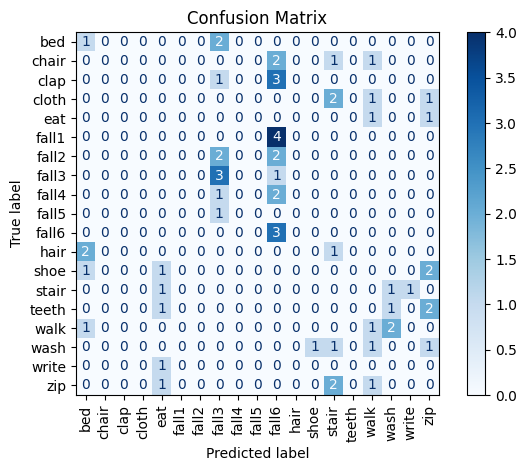 Confusion Matrix
True label
bed 1 0 0 0 0 0 0 2 0 0 0 0 0 0 0 0 0 0 0
chair 0 0 0 0 0 0 0 0 0 0 2 0 0 1 0 1 0 0 0
clap 0 0 0 0 0 0 0 1 0 0 3 0 0 0 0 0 0 0 0
cloth 0 0 0 0 0 0 0 0 0 0 0 0 0 2 0 1 0 0 1
eat 0 0 0 0 0 0 0 0 0 0 0 0 0 0 0 1 0 0 1
fall1 0 0 0 0 0 0 0 0 0 0 4 0 0 0 0 0 0 0 0
fall2 0 0 0 0 0 0 0 2 0 0 2 0 0 0 0 0 0 0 0
fall3 0 0 0 0 0 0 0 3 0 0 1 0 0 0 0 0 0 0 0
fall4 0 0 0 0 0 0 0 1 0 0 2 0 0 0 0 0 0 0 0
fall5 0 0 0 0 0 0 0 1 0 0 0 0 0 0 0 0 0 0 0
fall6 0 0 0 0 0 0 0 0 0 0 3 0 0 0 0 0 0 0 0
hair 2 0 0 0 0 0 0 0 0 0 0 0 0 1 0 0 0 0 0
shoe 1 0 0 0 1 0 0 0 0 0 0 0 0 0 0 0 0 0 2
stair 0 0 0 0 1 0 0 0 0 0 0 0 0 0 0 0 1 1 0
teeth 0 0 0 0 1 0 0 0 0 0 0 0 0 0 0 0 1 0 2
walk 1 0 0 0 0 0 0 0 0 0 0 0 0 0 0 1 2 0 0
wash 0 0 0 0 0 0 0 0 0 0 0 0 1 1 0 1 0 0 1
write 0 0 0 0 1 0 0 0 0 0 0 0 0 0 0 0 0 0 0
zip 0 0 0 0 1 0 0 0 0 0 0 0 0 2 0 1 0 0 0
bed chair clap cloth eat fall1 fall2 fall3 fall4 fall5 fall6 hair shoe stair teeth walk wash write zip
Predicted label
4.0
3.5
3.0
2.5
2.0
1.5
1.0
0.5
0.0